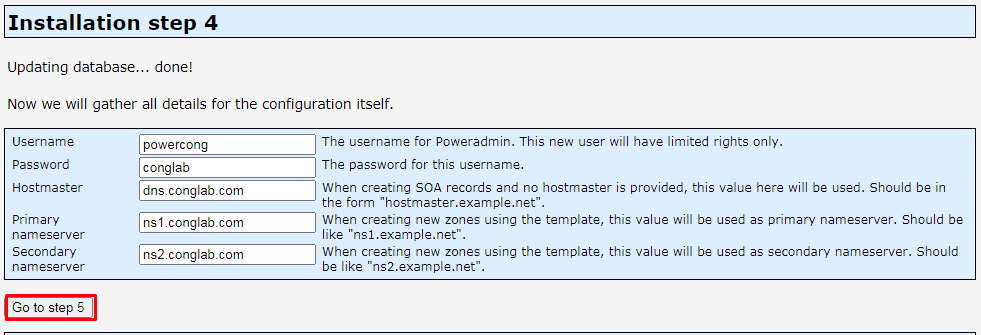 Installation step 4
Updating database... done!
Now we will gather all details for the configuration itself.
Username powercong The username for Poweradmin. This new user will have limited rights only.
Password conglab The password for this username.
Hostmaster dns.conglab.com When creating SOA records and no hostmaster is provided, this value here will be used. Should be in
the form "hostmaster.example.net".
Primary ns1.conglab.com When creating new zones using the template, this value will be used as primary nameserver. Should be
nameserver like "ns1.example.net".
Secondary ns2.conglab.com When creating new zones using the template, this value will be used as secondary nameserver. Should
nameserver be like "ns2.example.net".
Go to step 5